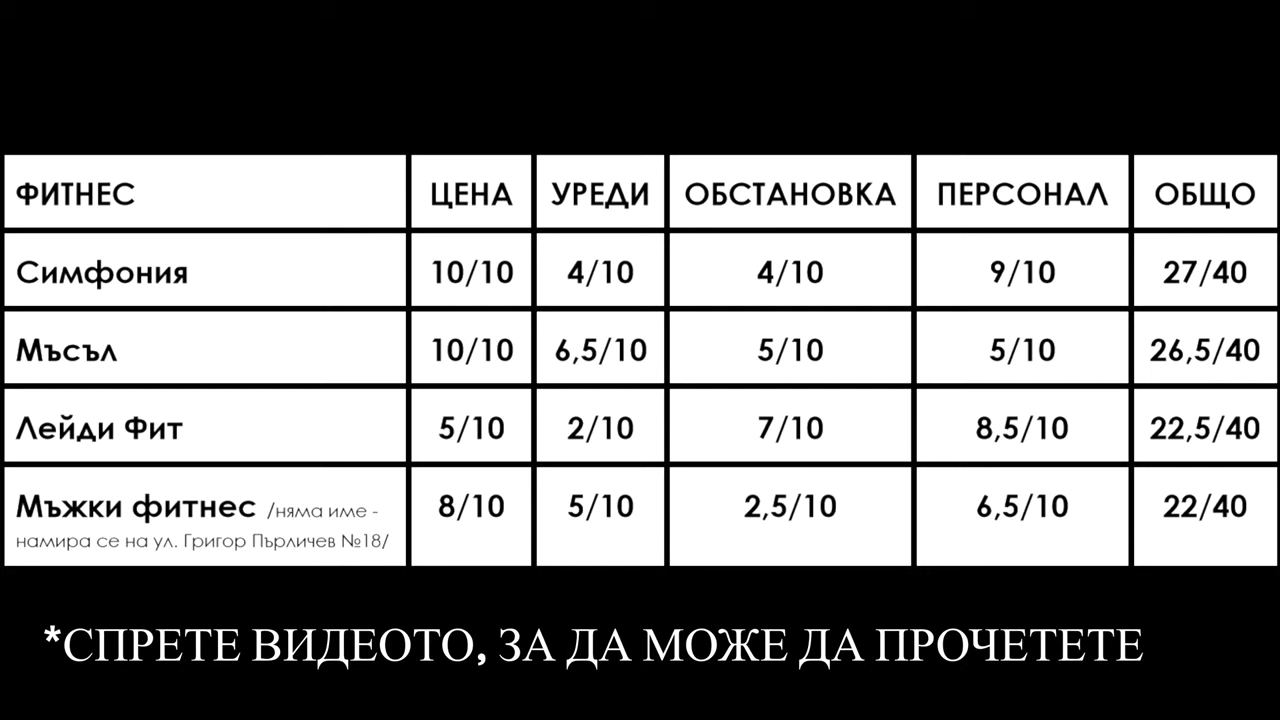 ФИТНЕС ЦЕНА УРЕДИ ОБСТАНОВКА ПЕРСОНАЛ ОБЩО
Симфония 10/10 4/10 4/10 9/10 27/40
Мъсъл 10/10 6,5/10 5/10 5/10 26,5/40
Лейди Фит 5/10 2/10 7/10 8,5/10 22,5/40
Мъжки фитнес /няма име - 8/10 5/10 2,5/10 6,5/10 22/40
намира се на ул. Григор Пърличев №18/
*СПРЕТЕ ВИДЕОТО, ЗА ДА МОЖЕ ДА ПРОЧЕТЕТЕ